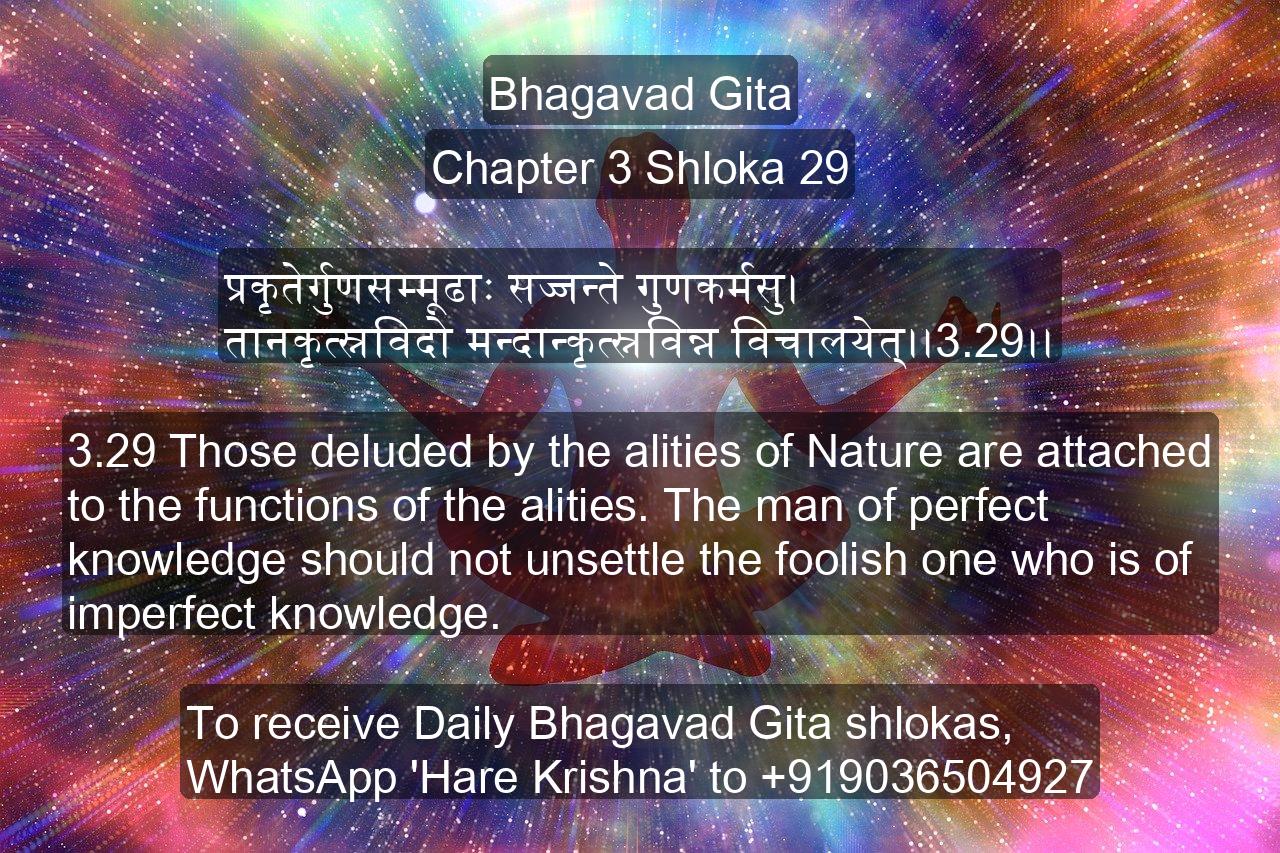 Bhagavad Gita
Chapter 3 Shloka 29
प्रकृतेर्गुणसम्मूढाः सज्जन्ते गुणकर्मसु।
तानकृत्स्नविदो मन्दान्कृत्स्नविन्न विचालयेत्।।3.29।।
3.29 Those deluded by the alities of Nature are attached
to the functions of the alities. The man of perfect
knowledge should not unsettle the foolish one who is of
imperfect knowledge.
To receive Daily Bhagavad Gita shlokas,
WhatsApp 'Hare Krishna' to +919036504927